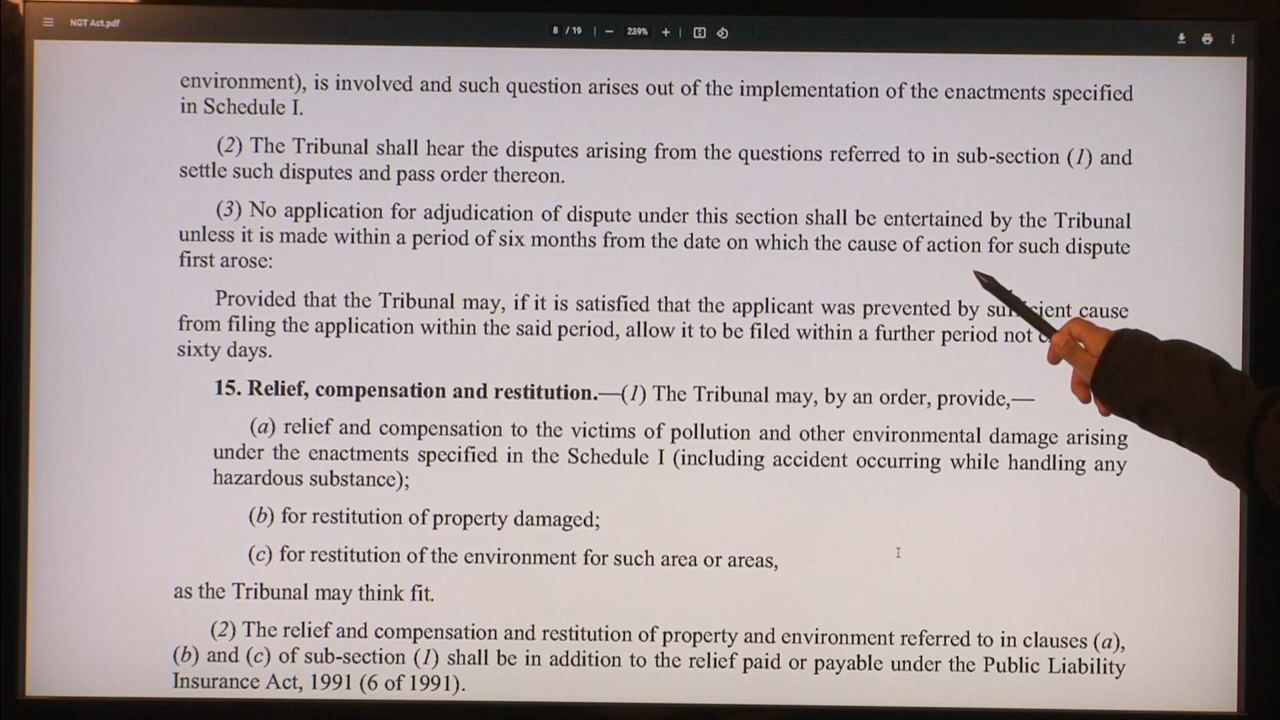 NGT Act.pdf
8 / 19 | − 239% + |
environment), is involved and such question arises out of the implementation of the enactments specified
in Schedule I.
(2) The Tribunal shall hear the disputes arising from the questions referred to in sub-section (1) and
settle such disputes and pass order thereon.
(3) No application for adjudication of dispute under this section shall be entertained by the Tribunal
unless it is made within a period of six months from the date on which the cause of action for such dispute
first arose:
Provided that the Tribunal may, if it is satisfied that the applicant was prevented by cause
from filing the application within the said period, allow it to be filed within a further period not
sixty days.
15. Relief, compensation and restitution.—(1) The Tribunal may, by an order, provide,—
(a) relief and compensation to the victims of pollution and other environmental damage arising
under the enactments specified in the Schedule I (including accident occurring while handling any
hazardous substance);
(b) for restitution of property damaged;
(c) for restitution of the environment for such area or areas,
as the Tribunal may think fit.
(2) The relief and compensation and restitution of property and environment referred to in clauses (a),
(b) and (c) of sub-section (1) shall be in addition to the relief paid or payable under the Public Liability
Insurance Act, 1991 (6 of 1991).